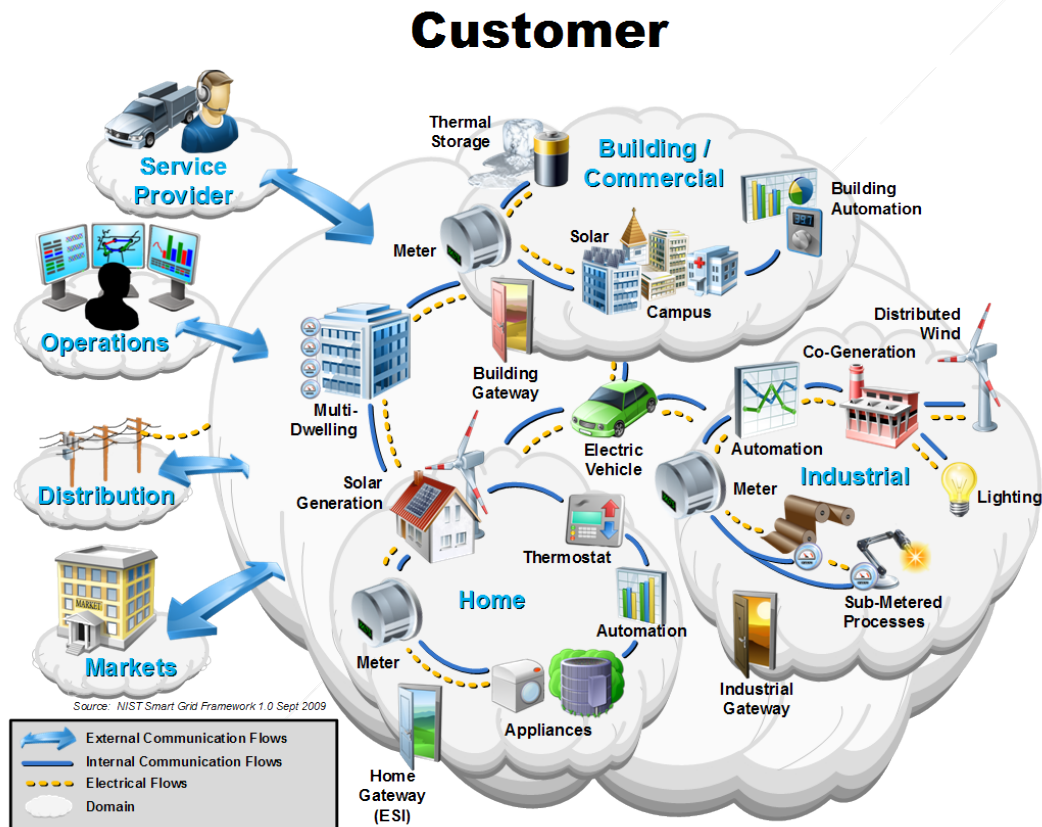 Customer
Service
Provider
Operations
Distribution
MARKET
Markets
Thermal
Storage
Building /
Commercial
Building
Automation
Meter
Solar
Campus
Building
Gateway
Multi-
Dwelling
Electric
Vehicle
Distributed
Wind
Co-Generation
Automation
Industrial
Meter
Lighting
Sub-Metered
Processes
Industrial
Gateway
Solar
Generation
Thermostat
Home
Automation
Meter
Appliances
Home
Gateway
(ESI)
Source: NIST Smart Grid Framework 1.0 Sept 2009
External Communication Flows
Internal Communication Flows
Electrical Flows
Domain